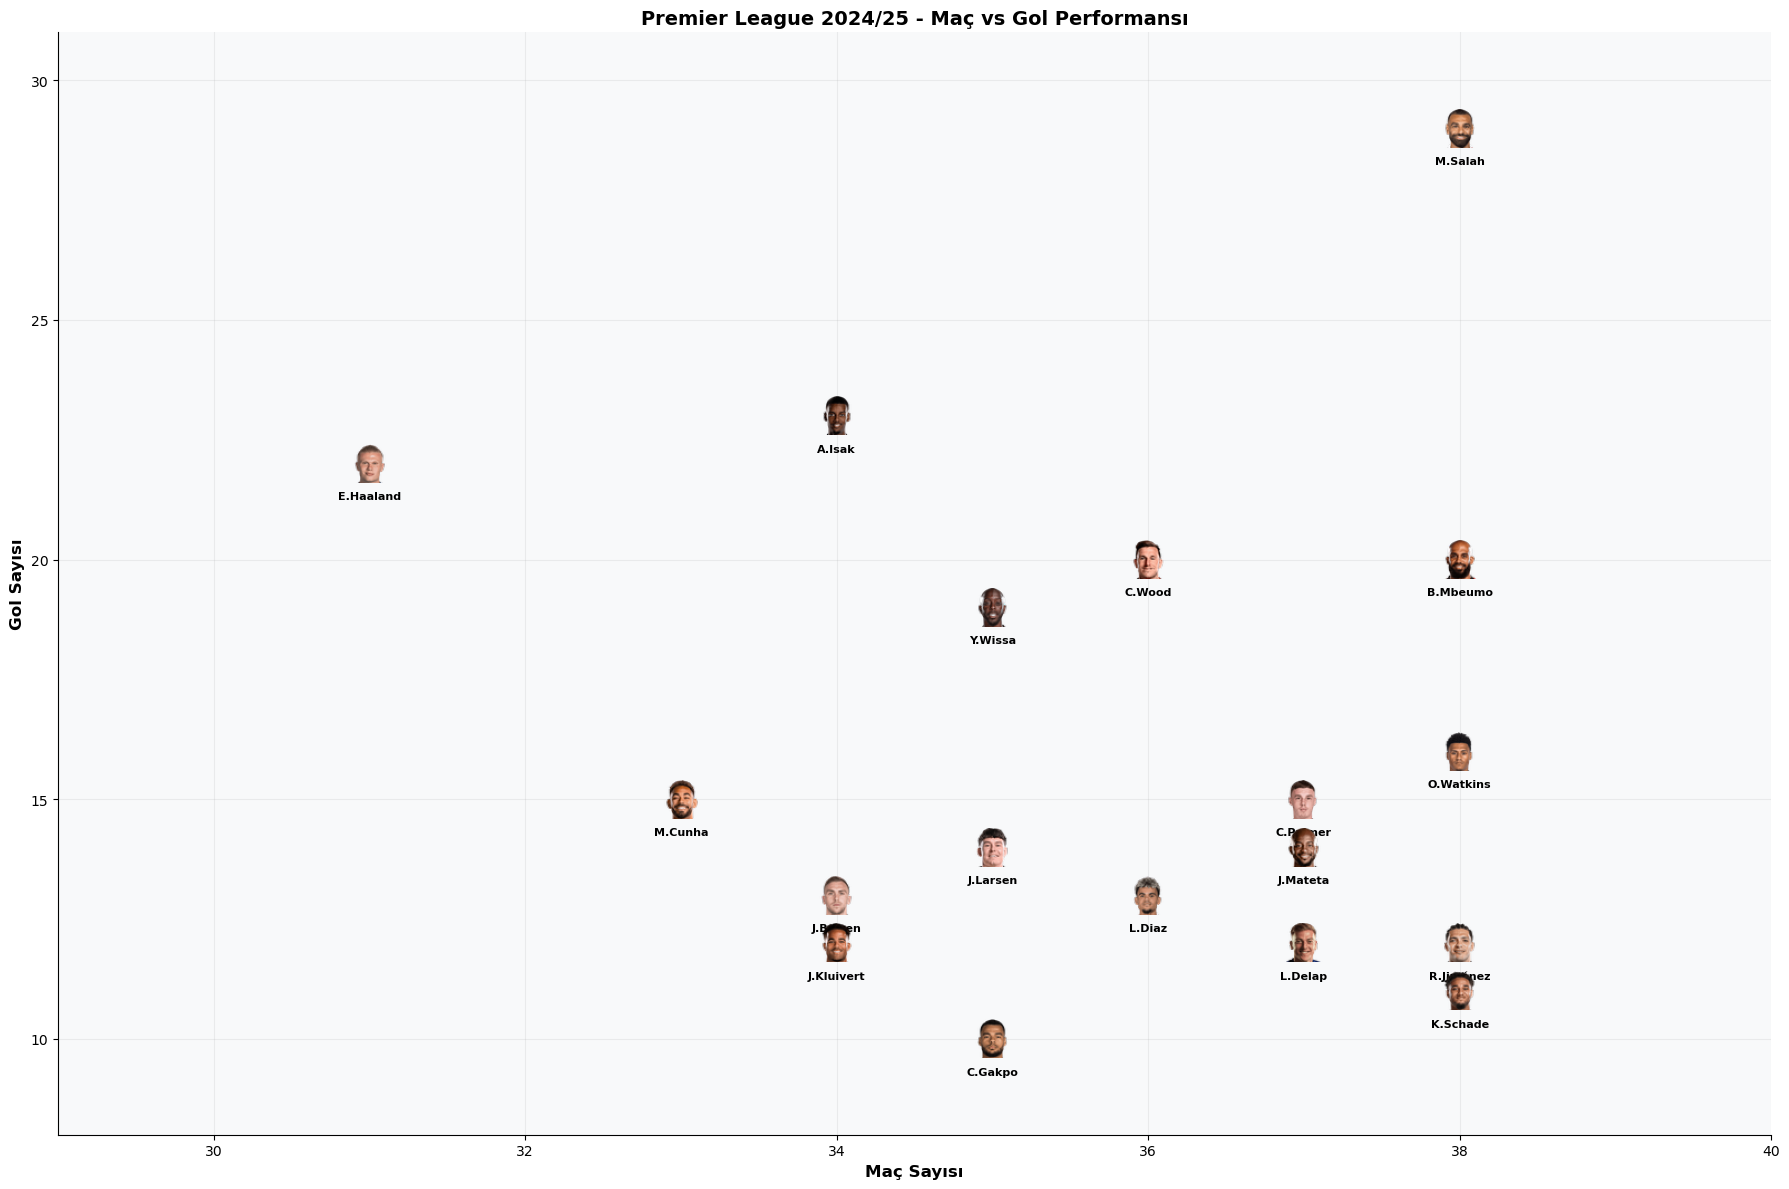 Premier League 2024/25 - Maç vs Gol Performansı
30
M.Salah
25
A.Isak
E.Haaland
20
C.Wood
B.Mbeumo
Y.Wissa
Gol Sayısı
O.Watkins
15
M.Cunha
J.Larsen
J.Mateta
L.Diaz
J.Kluivert
L.Delap
K.Schade
10
C.Gakpo
30 32 34 36 38 40
Maç Sayısı